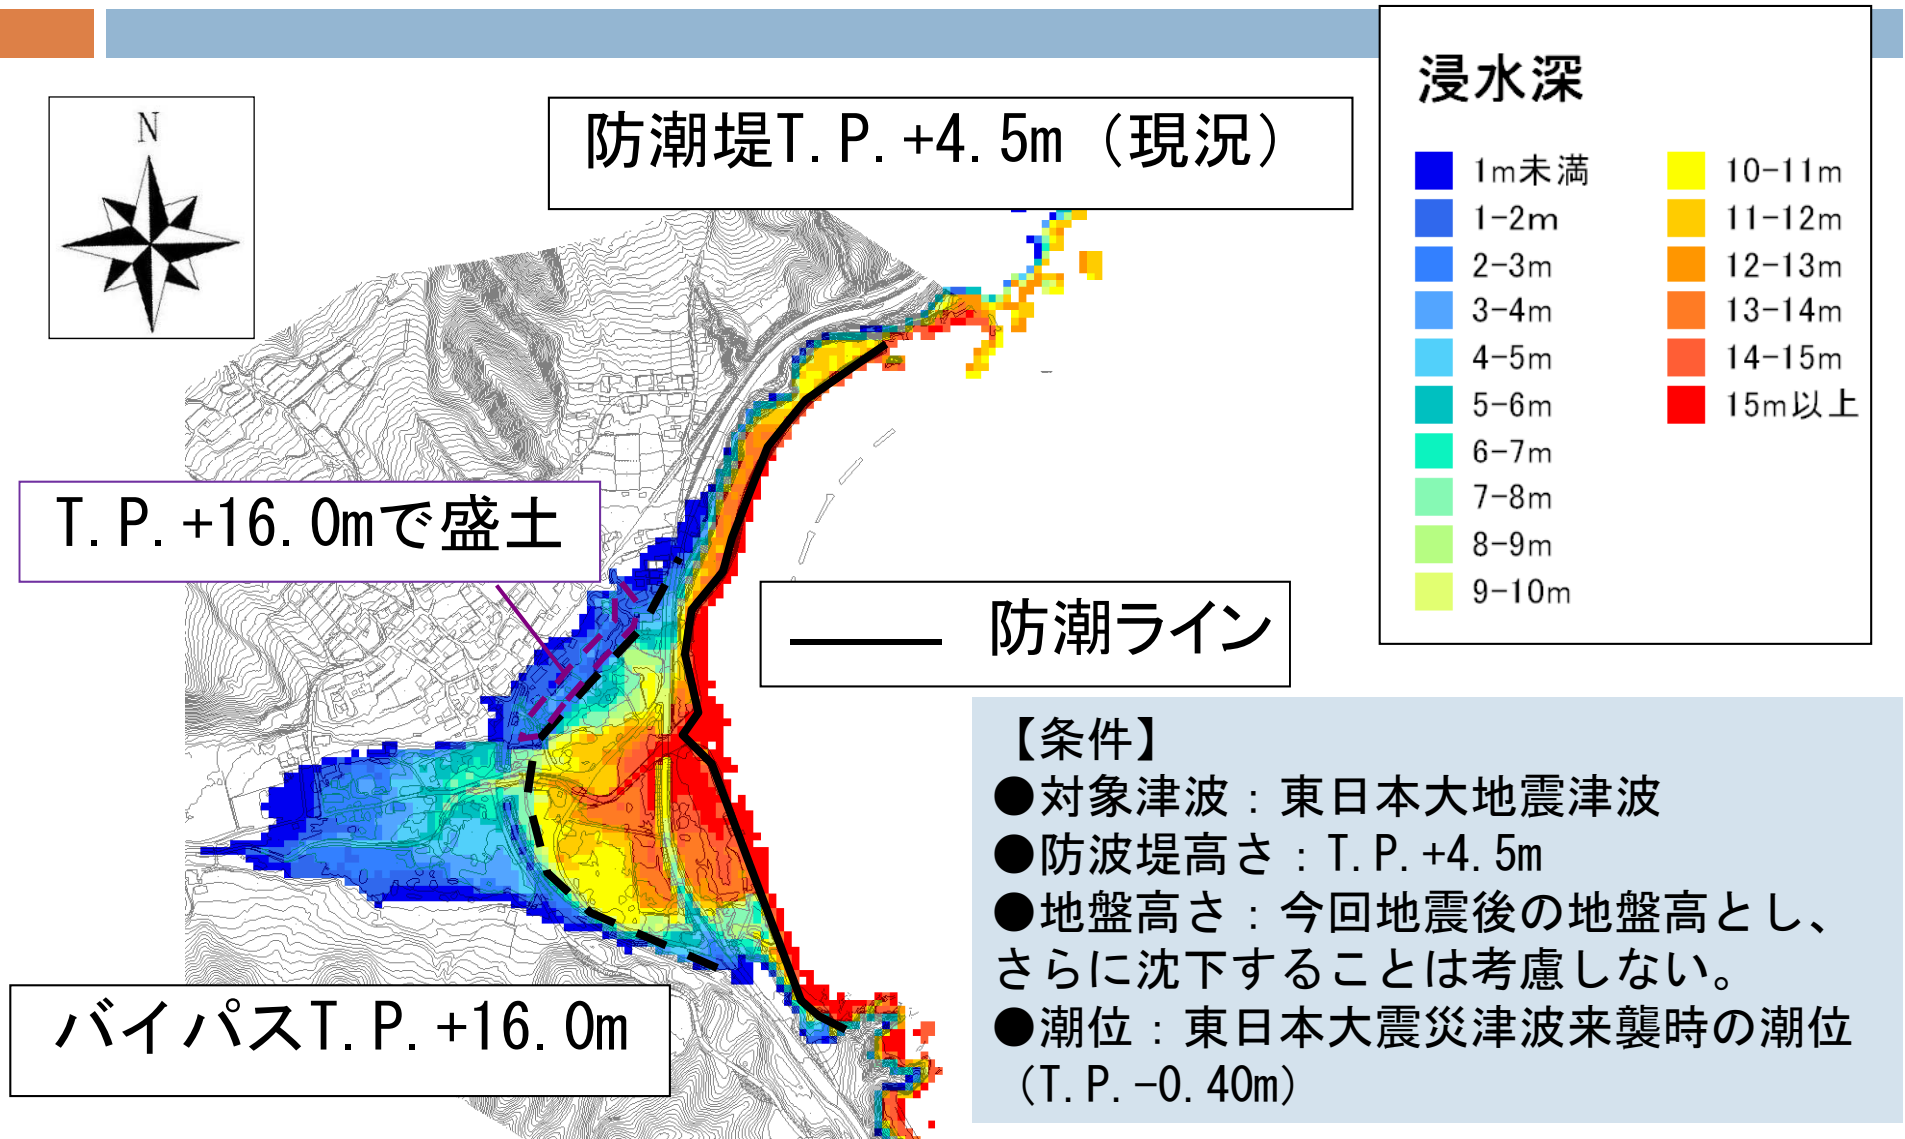 N
防潮堤T.P.+4.5m（現況）
浸水深
1m未満
1-2m
2-3m
3-4m
4-5m
5-6m
6-7m
7-8m
8-9m
9-10m
10-11m
11-12m
12-13m
13-14m
14-15m
15m以上
T.P.+16.0mで盛土
防潮ライン
バイパスT.P.+16.0m
【条件】
●対象津波：東日本大地震津波
●防波堤高さ：T.P.+4.5m
●地盤高さ：今回地震後の地盤高とし、
さらに沈下することは考慮しない。
●潮位：東日本大震災津波来襲時の潮位
（T.P.-0.40m）